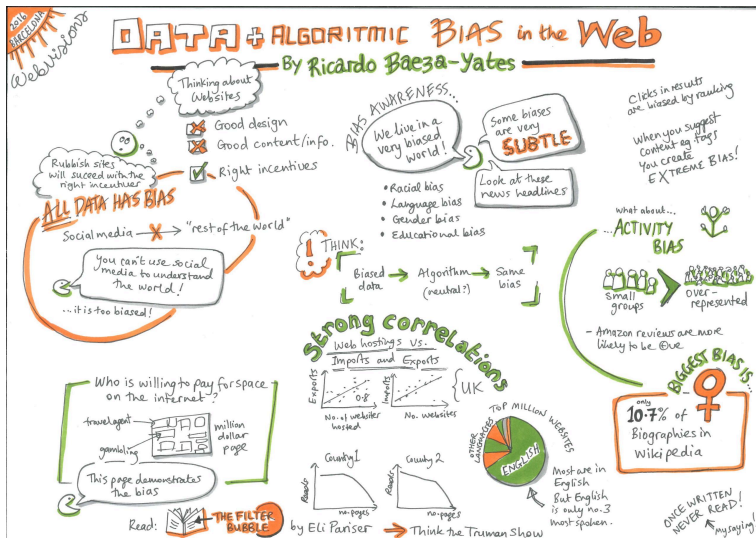 2016
BARCELONA
Webvisions
DATA + ALGORITMIC BIAS in the Web
By Ricardo Baeza-Yates
Thinking about
Websites
Good design
Good content/info.
Right incentives
Rubbish sites
will succeed with the
right incentives
ALL DATA HAS BIAS
Social media → "rest of the world"
You can't use social
media to understand
the world!
...it is too biased!
Who is willing to pay for space
on the internet?
travel agent
gambling
million
dollar
page
This page demonstrates
the bias
Read:
THE FILTER
BUBBLE
by Eli Pariser → Think the Truman Show
BIAS AWARENESS...
We live in a
very biased
world!
Some biases
are very
SUBTLE
Look at these
news headlines
• Racial bias
• Language bias
• Gender bias
• Educational bias
! THINK:
Biased
data
→ Algorithm
(neutral?)
→ Same
bias
Strong correlations
Web hostings Vs.
Imports and Exports
Exports
0.8
No. of websites
hosted
Imports
No. websites
UK
Country 1
Reads
no. pages
Country 2
Reads
no. pages
TOP MILLION WEBSITES
OTHER
LANGUAGES
ENGLISH
Most are in
English
But English
is only no. 3
most spoken.
Clicks in results
are biased by ranking
When you suggest
content eg. tags
you create
EXTREME BIAS!
what about...
...ACTIVITY
BIAS
small
groups
over-
represented
- Amazon reviews are more
likely to be ⊕ve
BIGGEST BIAS IS...
only
10.7% of
Biographies in
Wikipedia
ONCE WRITTEN
NEVER READ!
my saying!